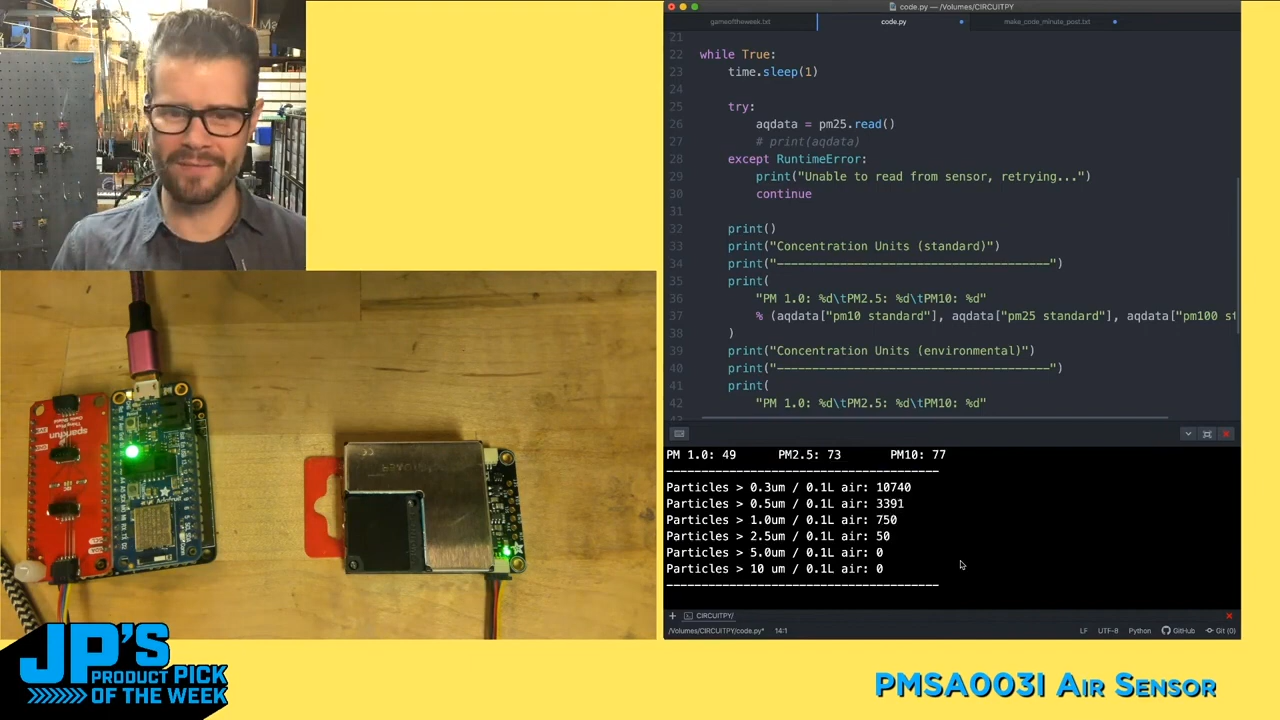 code.py — /Volumes/CIRCUITPY
gameoftheweek.txt
code.py
make_code_minute_post.txt
21
22 while True:
23 time.sleep(1)
24
25 try:
26 aqdata = pm25.read()
27 # print(aqdata)
28 except RuntimeError:
29 print("Unable to read from sensor, retrying...")
30 continue
31
32 print()
33 print("Concentration Units (standard)")
34 print("---------------------------------------")
35 print(
36 "PM 1.0: %d\tPM2.5: %d\tPM10: %d"
37 % (aqdata["pm10 standard"], aqdata["pm25 standard"], aqdata["pm100 st
38 )
39 print("Concentration Units (environmental)")
40 print("---------------------------------------")
41 print(
42 "PM 1.0: %d\tPM2.5: %d\tPM10: %d"
PM 1.0: 49 PM2.5: 73 PM10: 77
---------------------------------------
Particles > 0.3um / 0.1L air: 10740
Particles > 0.5um / 0.1L air: 3391
Particles > 1.0um / 0.1L air: 750
Particles > 2.5um / 0.1L air: 50
Particles > 5.0um / 0.1L air: 0
Particles > 10 um / 0.1L air: 0
---------------------------------------
+ CIRCUITPY/
/Volumes/CIRCUITPY/code.py* 14:1 LF UTF-8 Python GitHub Git (0)
sparkfun
JP'S
PRODUCT PICK
OF THE WEEK
PMSA003I AIR SENSOR